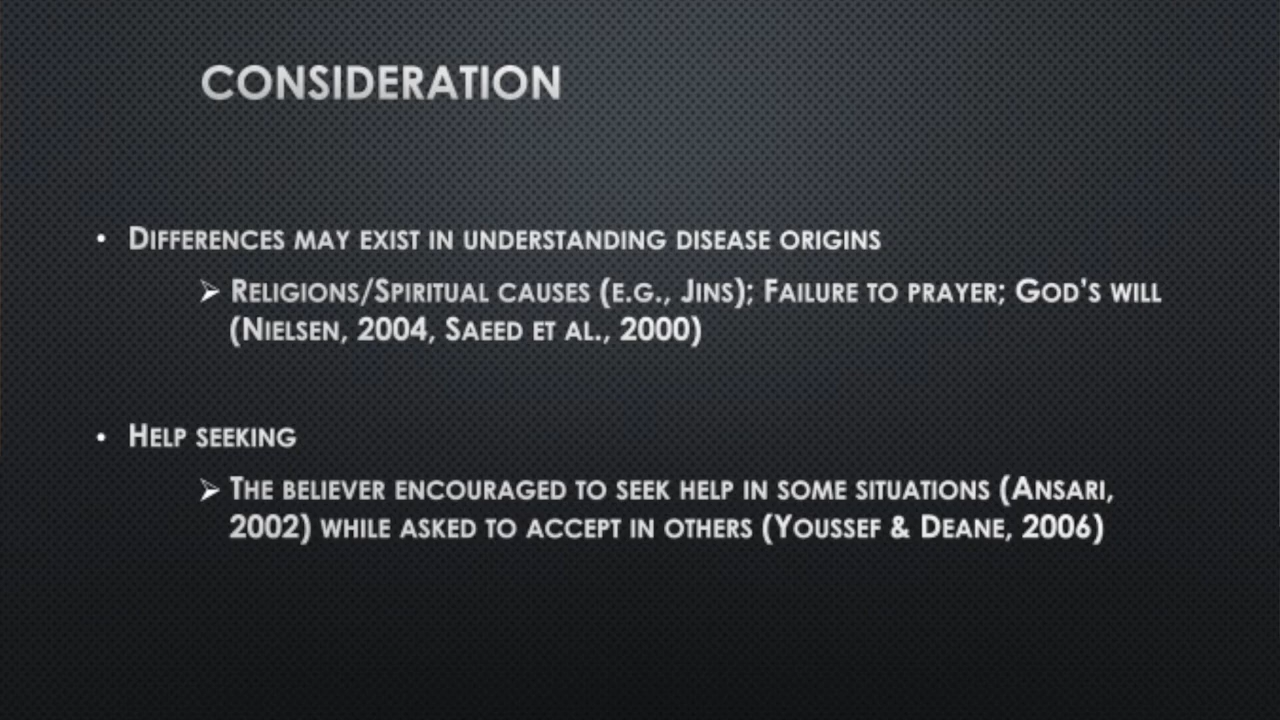 CONSIDERATION
• DIFFERENCES MAY EXIST IN UNDERSTANDING DISEASE ORIGINS
➢ RELIGIONS/SPIRITUAL CAUSES (E.G., JINS); FAILURE TO PRAYER; GOD'S WILL
(NIELSEN, 2004, SAEED ET AL., 2000)
• HELP SEEKING
➢ THE BELIEVER ENCOURAGED TO SEEK HELP IN SOME SITUATIONS (ANSARI,
2002) WHILE ASKED TO ACCEPT IN OTHERS (YOUSSEF & DEANE, 2006)